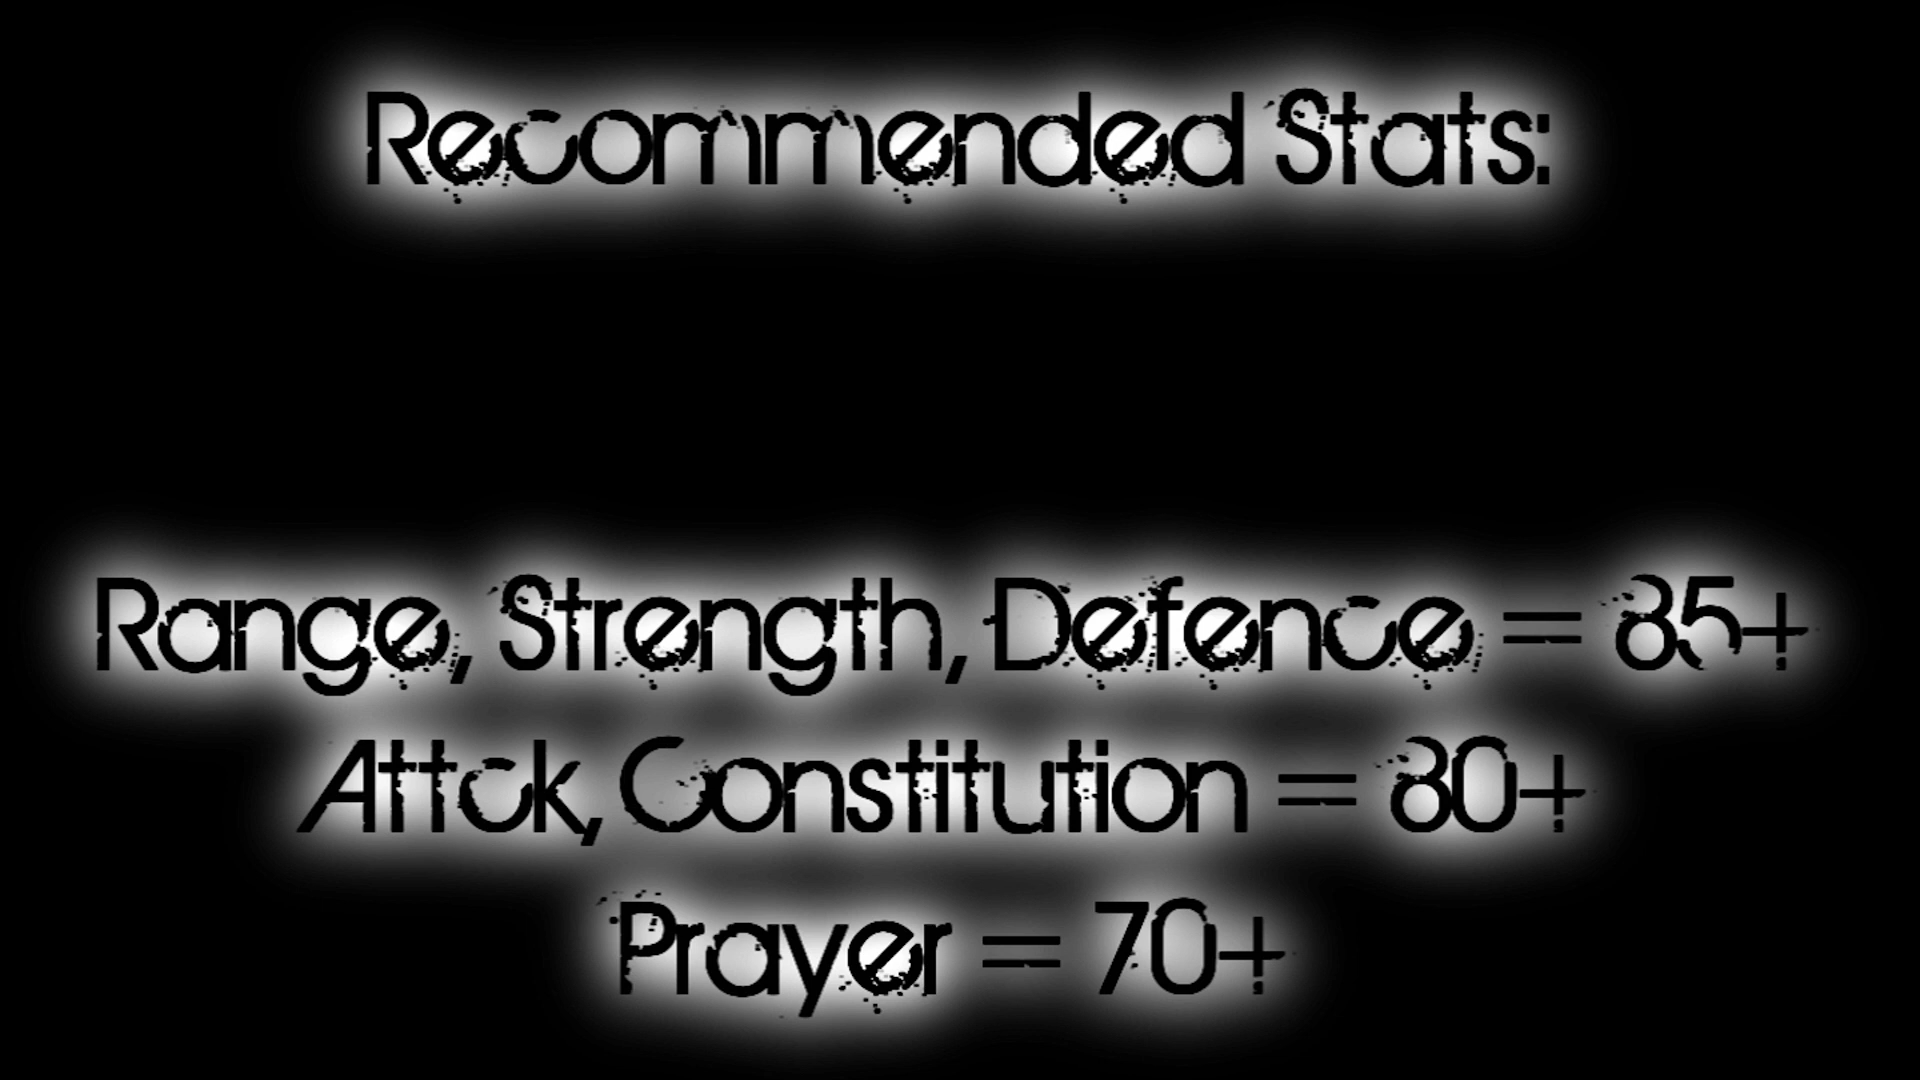 Recommended Stats:
Range, Strength, Defence = 85+
Attck, Constitution = 80+
Prayer = 70+